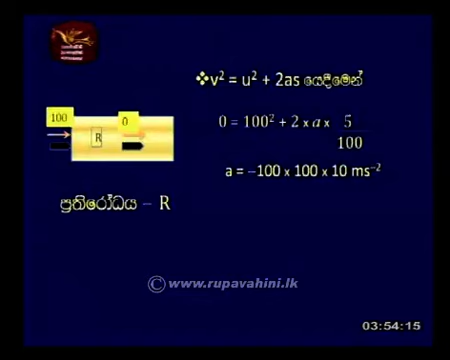 ❖v² = u² + 2as යෙදීමෙන්
100
0
R
0 = 100² + 2 x a x 5/100
a = −100 x 100 x 10 ms⁻²
ප්‍රතිරෝධය – R
© www.rupavahini.lk
03:54:15